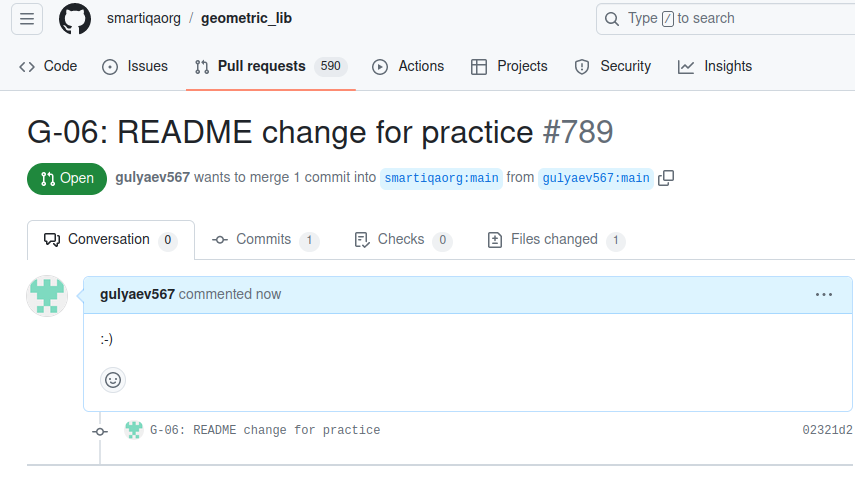 smartiqaorg / geometric_lib
Type / to search
Code Issues Pull requests 590 Actions Projects Security Insights
G-06: README change for practice #789
Open gulyaev567 wants to merge 1 commit into smartiqaorg:main from gulyaev567:main
Conversation 0 Commits 1 Checks 0 Files changed 1
gulyaev567 commented now
:-)
G-06: README change for practice 02321d2